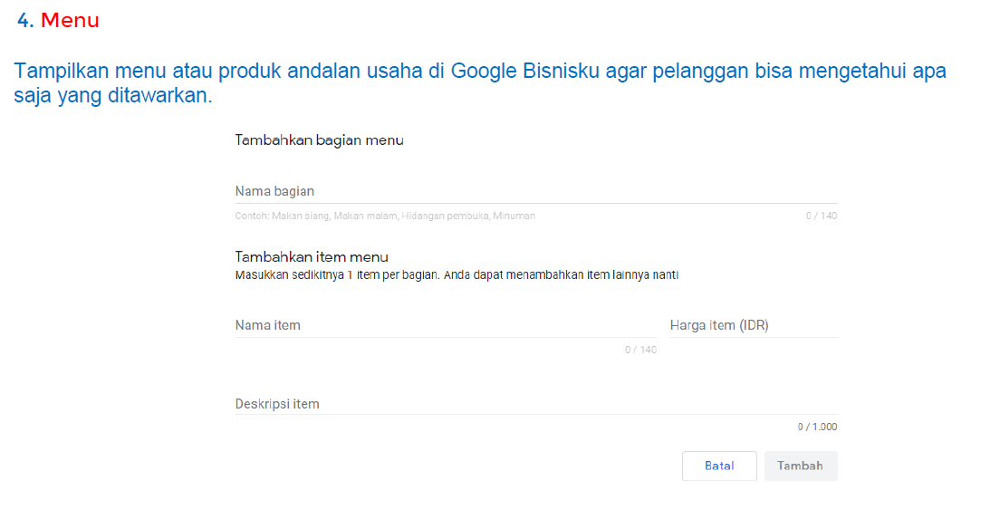 4. Menu
Tampilkan menu atau produk andalan usaha di Google Bisnisku agar pelanggan bisa mengetahui apa
saja yang ditawarkan.
Tambahkan bagian menu
Nama bagian
Contoh: Makan siang, Makan malam, Hidangan pembuka, Minuman
0 / 140
Tambahkan item menu
Masukkan sedikitnya 1 item per bagian. Anda dapat menambahkan item lainnya nanti
Nama item
Harga item (IDR)
0 / 140
Deskripsi item
0 / 1.000
Batal
Tambah